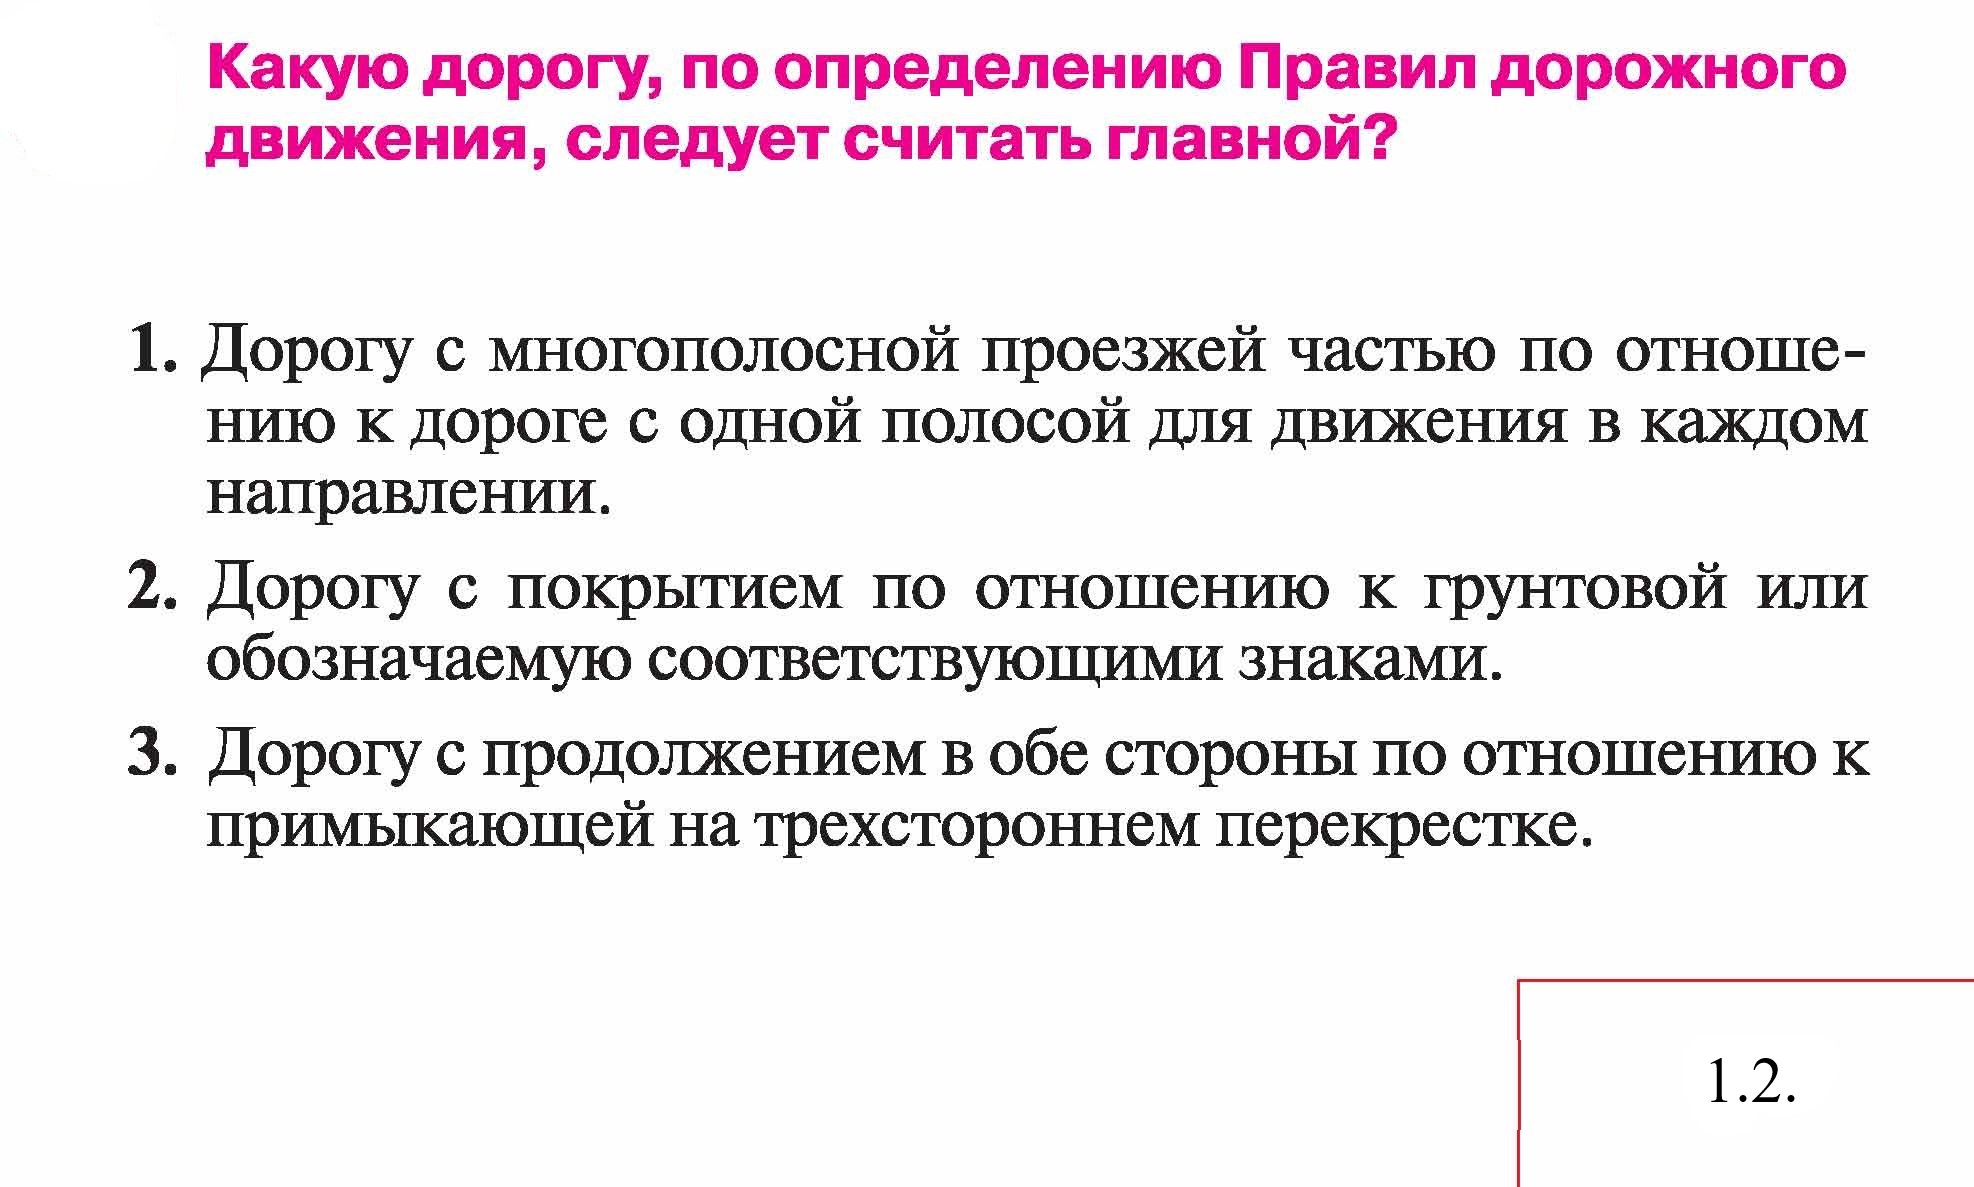 Какую дорогу, по определению Правил дорожного
движения, следует считать главной?
1. Дорогу с многополосной проезжей частью по отноше-
нию к дороге с одной полосой для движения в каждом
направлении.
2. Дорогу с покрытием по отношению к грунтовой или
обозначаемую соответствующими знаками.
3. Дорогу с продолжением в обе стороны по отношению к
примыкающей на трехстороннем перекрестке.
1.2.